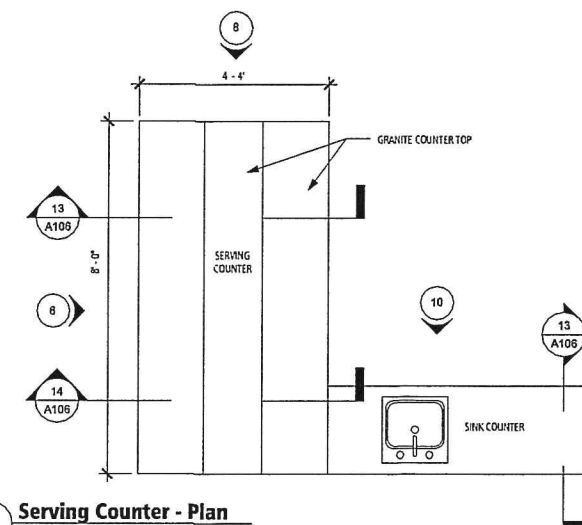 8
4 - 4'
GRANITE COUNTER TOP
13
A106
8' - 0"
SERVING
COUNTER
6
10
13
A106
14
A106
SINK COUNTER
Serving Counter - Plan